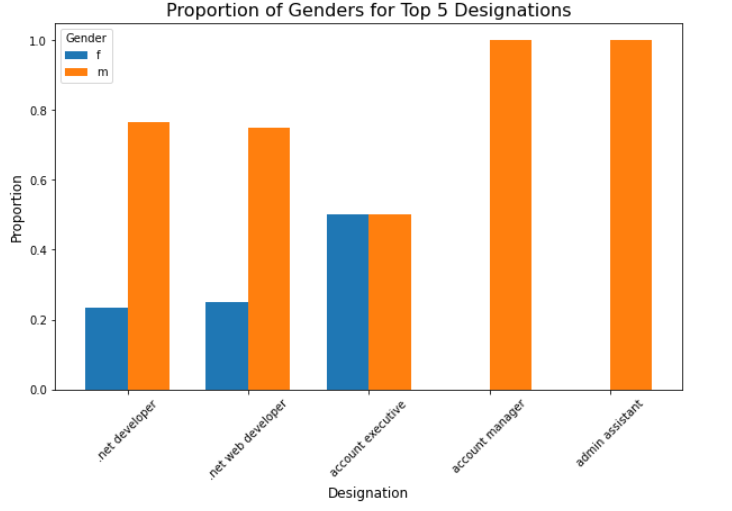 Proportion of Genders for Top 5 Designations
Gender
f
m
1.0
0.8
0.6
0.4
0.2
0.0
Proportion
.net developer
.net web developer
account executive
account manager
admin assistant
Designation